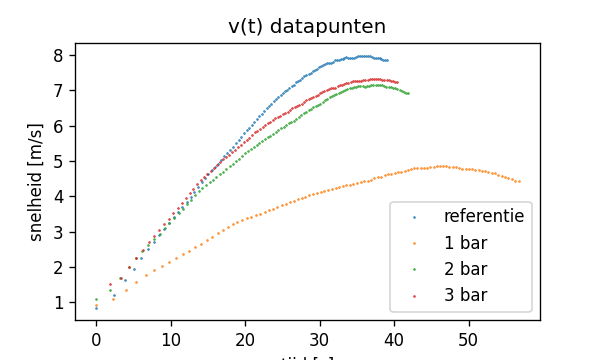 v(t) datapunten
snelheid [m/s]
8
7
6
5
4
3
2
1
referentie
1 bar
2 bar
3 bar
0 10 20 30 40 50